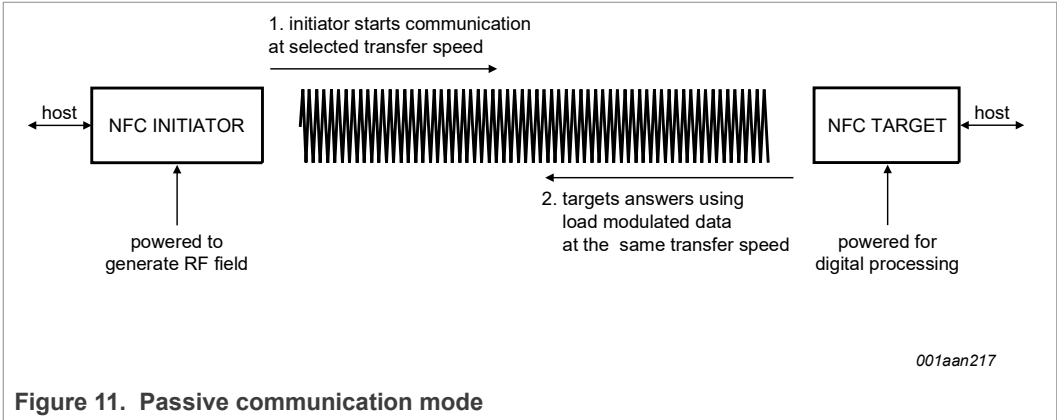 1. initiator starts communication
at selected transfer speed
host
NFC INITIATOR
NFC TARGET
host
2. targets answers using
load modulated data
at the same transfer speed
powered to
generate RF field
powered for
digital processing
001aan217
Figure 11. Passive communication mode